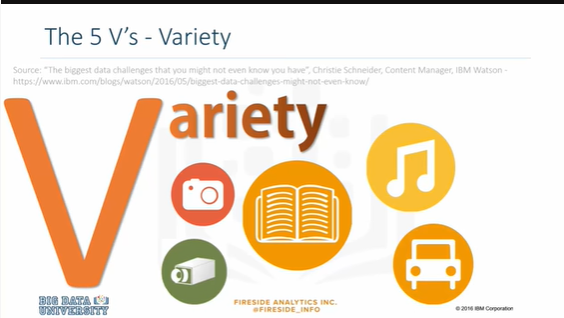 The 5 V's - Variety
Source: "The biggest data challenges that you might not even know you have", Christie Schneider, Content Manager, IBM Watson -
https://www.ibm.com/blogs/watson/2016/05/biggest-data-challenges-might-not-even-know/
Variety
BIG DATA
UNIVERSITY
FIRESIDE ANALYTICS INC.
@FIRESIDE_INFO
© 2016 IBM Corporation